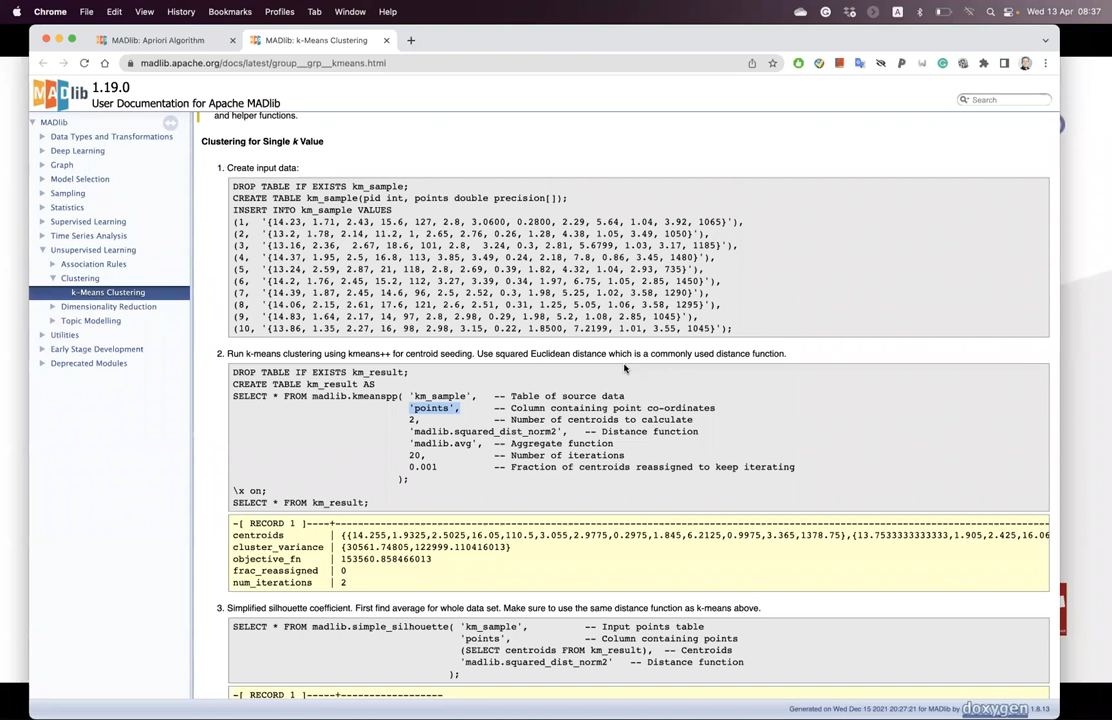 Chrome File Edit View History Bookmarks Profiles Tab Window Help A Wed 13 Apr 08:37
MADlib: Apriori Algorithm MADlib: k-Means Clustering
madlib.apache.org/docs/latest/group__grp__kmeans.html
MADlib 1.19.0
User Documentation for Apache MADlib
Search
MADlib
Data Types and Transformations
Deep Learning
Graph
Model Selection
Sampling
Statistics
Supervised Learning
Time Series Analysis
Unsupervised Learning
Association Rules
Clustering
k-Means Clustering
Dimensionality Reduction
Topic Modelling
Utilities
Early Stage Development
Deprecated Modules
and helper functions.
Clustering for Single k Value
1. Create input data:
DROP TABLE IF EXISTS km_sample;
CREATE TABLE km_sample(pid int, points double precision[]);
INSERT INTO km_sample VALUES
(1, '{14.23, 1.71, 2.43, 15.6, 127, 2.8, 3.0600, 0.2800, 2.29, 5.64, 1.04, 3.92, 1065}'),
(2, '{13.2, 1.78, 2.14, 11.2, 1, 2.65, 2.76, 0.26, 1.28, 4.38, 1.05, 3.49, 1050}'),
(3, '{13.16, 2.36, 2.67, 18.6, 101, 2.8, 3.24, 0.3, 2.81, 5.6799, 1.03, 3.17, 1185}'),
(4, '{14.37, 1.95, 2.5, 16.8, 113, 3.85, 3.49, 0.24, 2.18, 7.8, 0.86, 3.45, 1480}'),
(5, '{13.24, 2.59, 2.87, 21, 118, 2.8, 2.69, 0.39, 1.82, 4.32, 1.04, 2.93, 735}'),
(6, '{14.2, 1.76, 2.45, 15.2, 112, 3.27, 3.39, 0.34, 1.97, 6.75, 1.05, 2.85, 1450}'),
(7, '{14.39, 1.87, 2.45, 14.6, 96, 2.5, 2.52, 0.3, 1.98, 5.25, 1.02, 3.58, 1290}'),
(8, '{14.06, 2.15, 2.61, 17.6, 121, 2.6, 2.51, 0.31, 1.25, 5.05, 1.06, 3.58, 1295}'),
(9, '{14.83, 1.64, 2.17, 14, 97, 2.8, 2.98, 0.29, 1.98, 5.2, 1.08, 2.85, 1045}'),
(10, '{13.86, 1.35, 2.27, 16, 98, 2.98, 3.15, 0.22, 1.8500, 7.2199, 1.01, 3.55, 1045}');
2. Run k-means clustering using kmeans++ for centroid seeding. Use squared Euclidean distance which is a commonly used distance function.
DROP TABLE IF EXISTS km_result;
CREATE TABLE km_result AS
SELECT * FROM madlib.kmeanspp( 'km_sample', -- Table of source data
'points', -- Column containing point co-ordinates
2, -- Number of centroids to calculate
'madlib.squared_dist_norm2', -- Distance function
'madlib.avg', -- Aggregate function
20, -- Number of iterations
0.001 -- Fraction of centroids reassigned to keep iterating
);
\x on;
SELECT * FROM km_result;
-[ RECORD 1 ]----+--------------------------------------------------------------------------------------------------------
centroids | {{14.255,1.9325,2.5025,16.05,110.5,3.055,2.9775,0.2975,1.845,6.2125,0.9975,3.365,1378.75},{13.7533333333333,1.905,2.425,16.06
cluster_variance | {30561.74805,122999.110416013}
objective_fn | 153560.858466013
frac_reassigned | 0
num_iterations | 2
3. Simplified silhouette coefficient. First find average for whole data set. Make sure to use the same distance function as k-means above.
SELECT * FROM madlib.simple_silhouette( 'km_sample', -- Input points table
'points', -- Column containing points
(SELECT centroids FROM km_result), -- Centroids
'madlib.squared_dist_norm2' -- Distance function
);
-[ RECORD 1 ]-----+------------------
Generated on Wed Dec 15 2021 20:27:21 for MADlib by doxygen 1.8.13